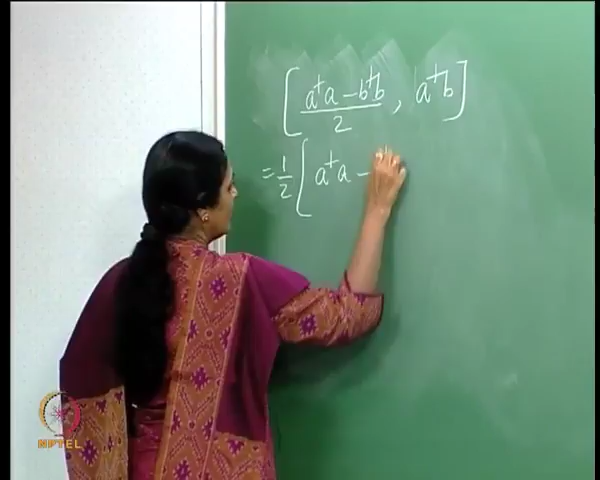 [a†a - b†b / 2, a†b]
= 1/2 [a†a -
NPTEL